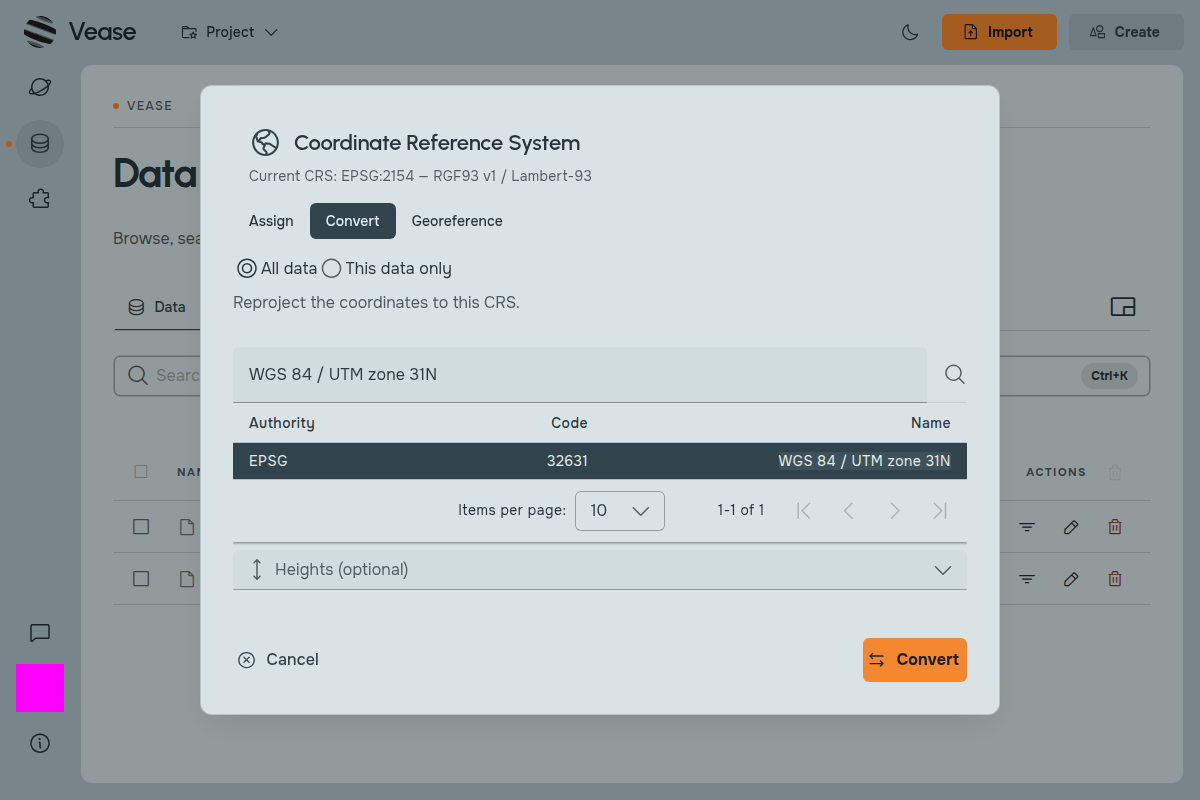 Vease
Project
Import
Create
VEASE
Data
Browse, sea
Data
Searc
Ctrl+K
NAM
ACTIONS
Coordinate Reference System
Current CRS: EPSG:2154 — RGF93 v1 / Lambert-93
Assign
Convert
Georeference
All data
This data only
Reproject the coordinates to this CRS.
WGS 84 / UTM zone 31N
Authority
Code
Name
EPSG
32631
WGS 84 / UTM zone 31N
Items per page:
10
1-1 of 1
Heights (optional)
Cancel
Convert